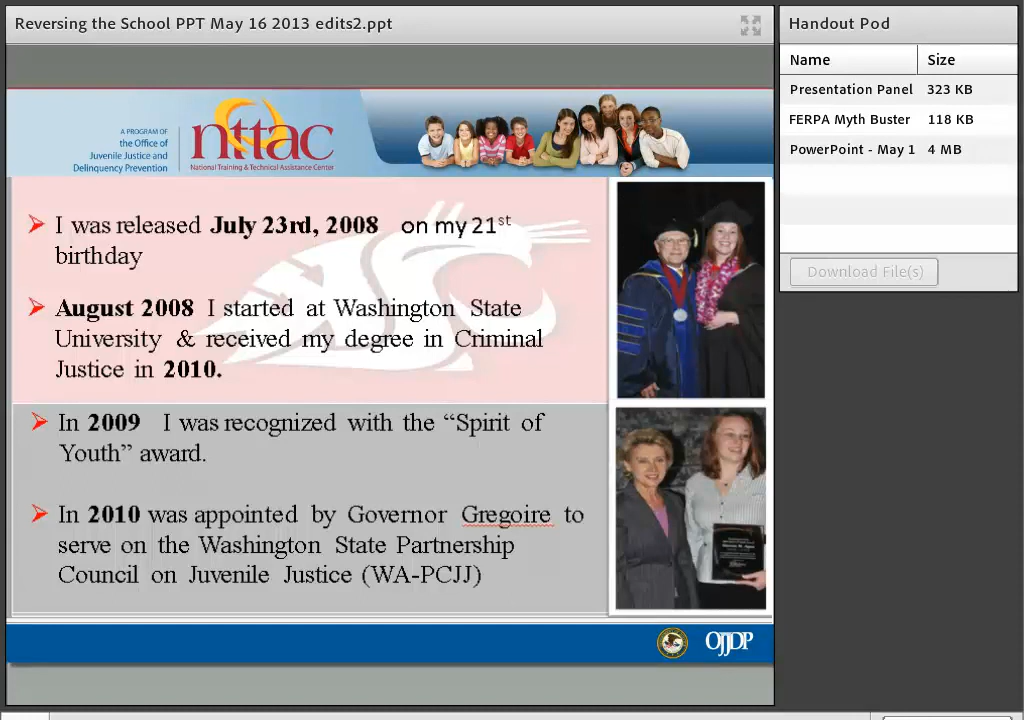 Reversing the School PPT May 16 2013 edits2.ppt
Handout Pod
Name Size
Presentation Panel 323 KB
FERPA Myth Buster 118 KB
PowerPoint - May 1 4 MB
Download File(s)
A PROGRAM OF
the Office of
Juvenile Justice and
Delinquency Prevention
nttac
National Training & Technical Assistance Center
I was released July 23rd, 2008 on my 21st
birthday
August 2008 I started at Washington State
University & received my degree in Criminal
Justice in 2010.
In 2009 I was recognized with the “Spirit of
Youth” award.
In 2010 was appointed by Governor Gregoire to
serve on the Washington State Partnership
Council on Juvenile Justice (WA-PCJJ)
OJJDP